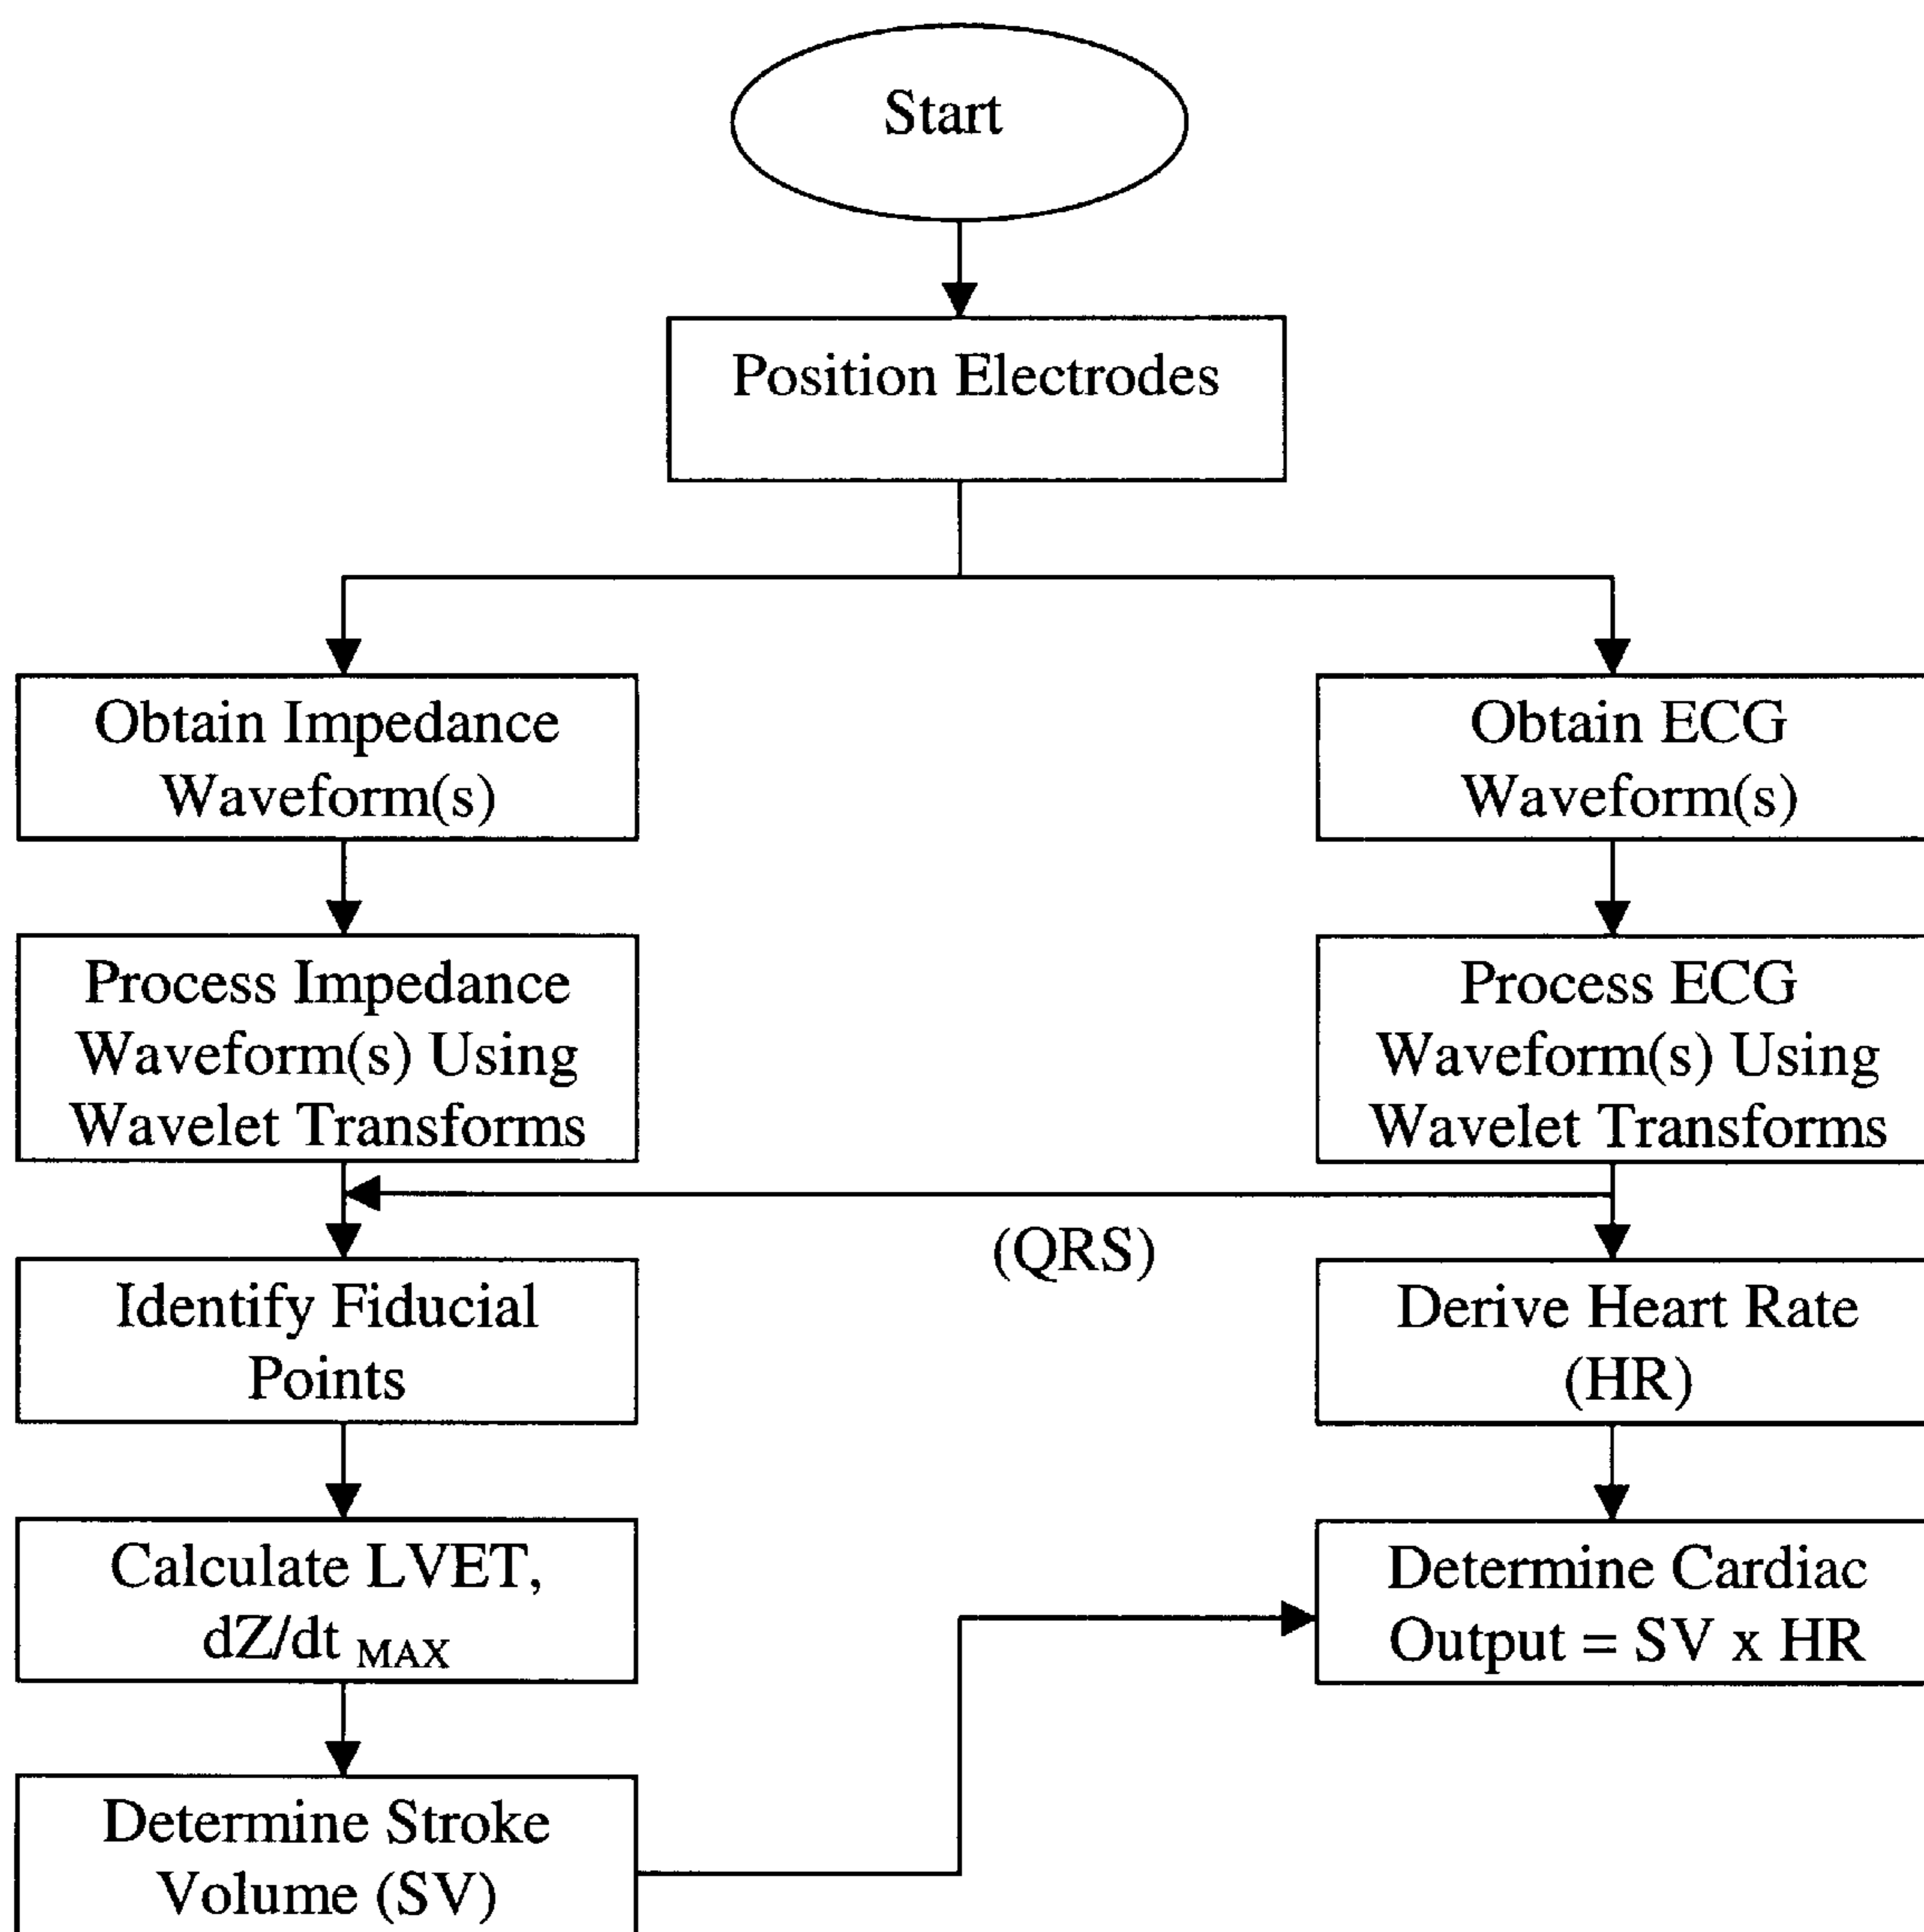 Start
Position Electrodes
Obtain Impedance
Waveform(s)
Obtain ECG
Waveform(s)
Process Impedance
Waveform(s) Using
Wavelet Transforms
Process ECG
Waveform(s) Using
Wavelet Transforms
(QRS)
Identify Fiducial
Points
Derive Heart Rate
(HR)
Calculate LVET,
dZ/dt MAX
Determine Cardiac
Output = SV x HR
Determine Stroke
Volume (SV)